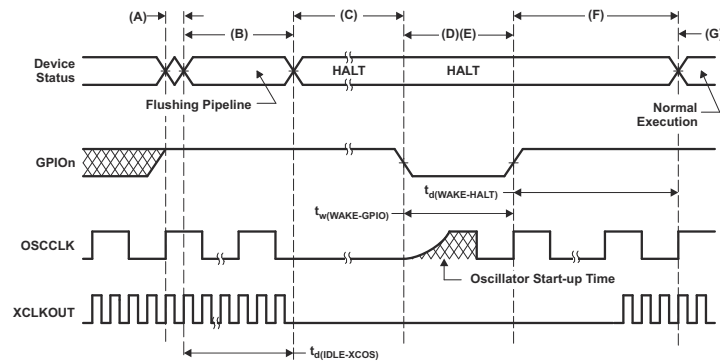 (A)
(B)
(C)
(D)(E)
(F)
(G)
Device
Status
HALT
HALT
Flushing Pipeline
Normal
Execution
GPIOn
td(WAKE-HALT)
tw(WAKE-GPIO)
OSCCLK
Oscillator Start-up Time
XCLKOUT
td(IDLE-XCOS)